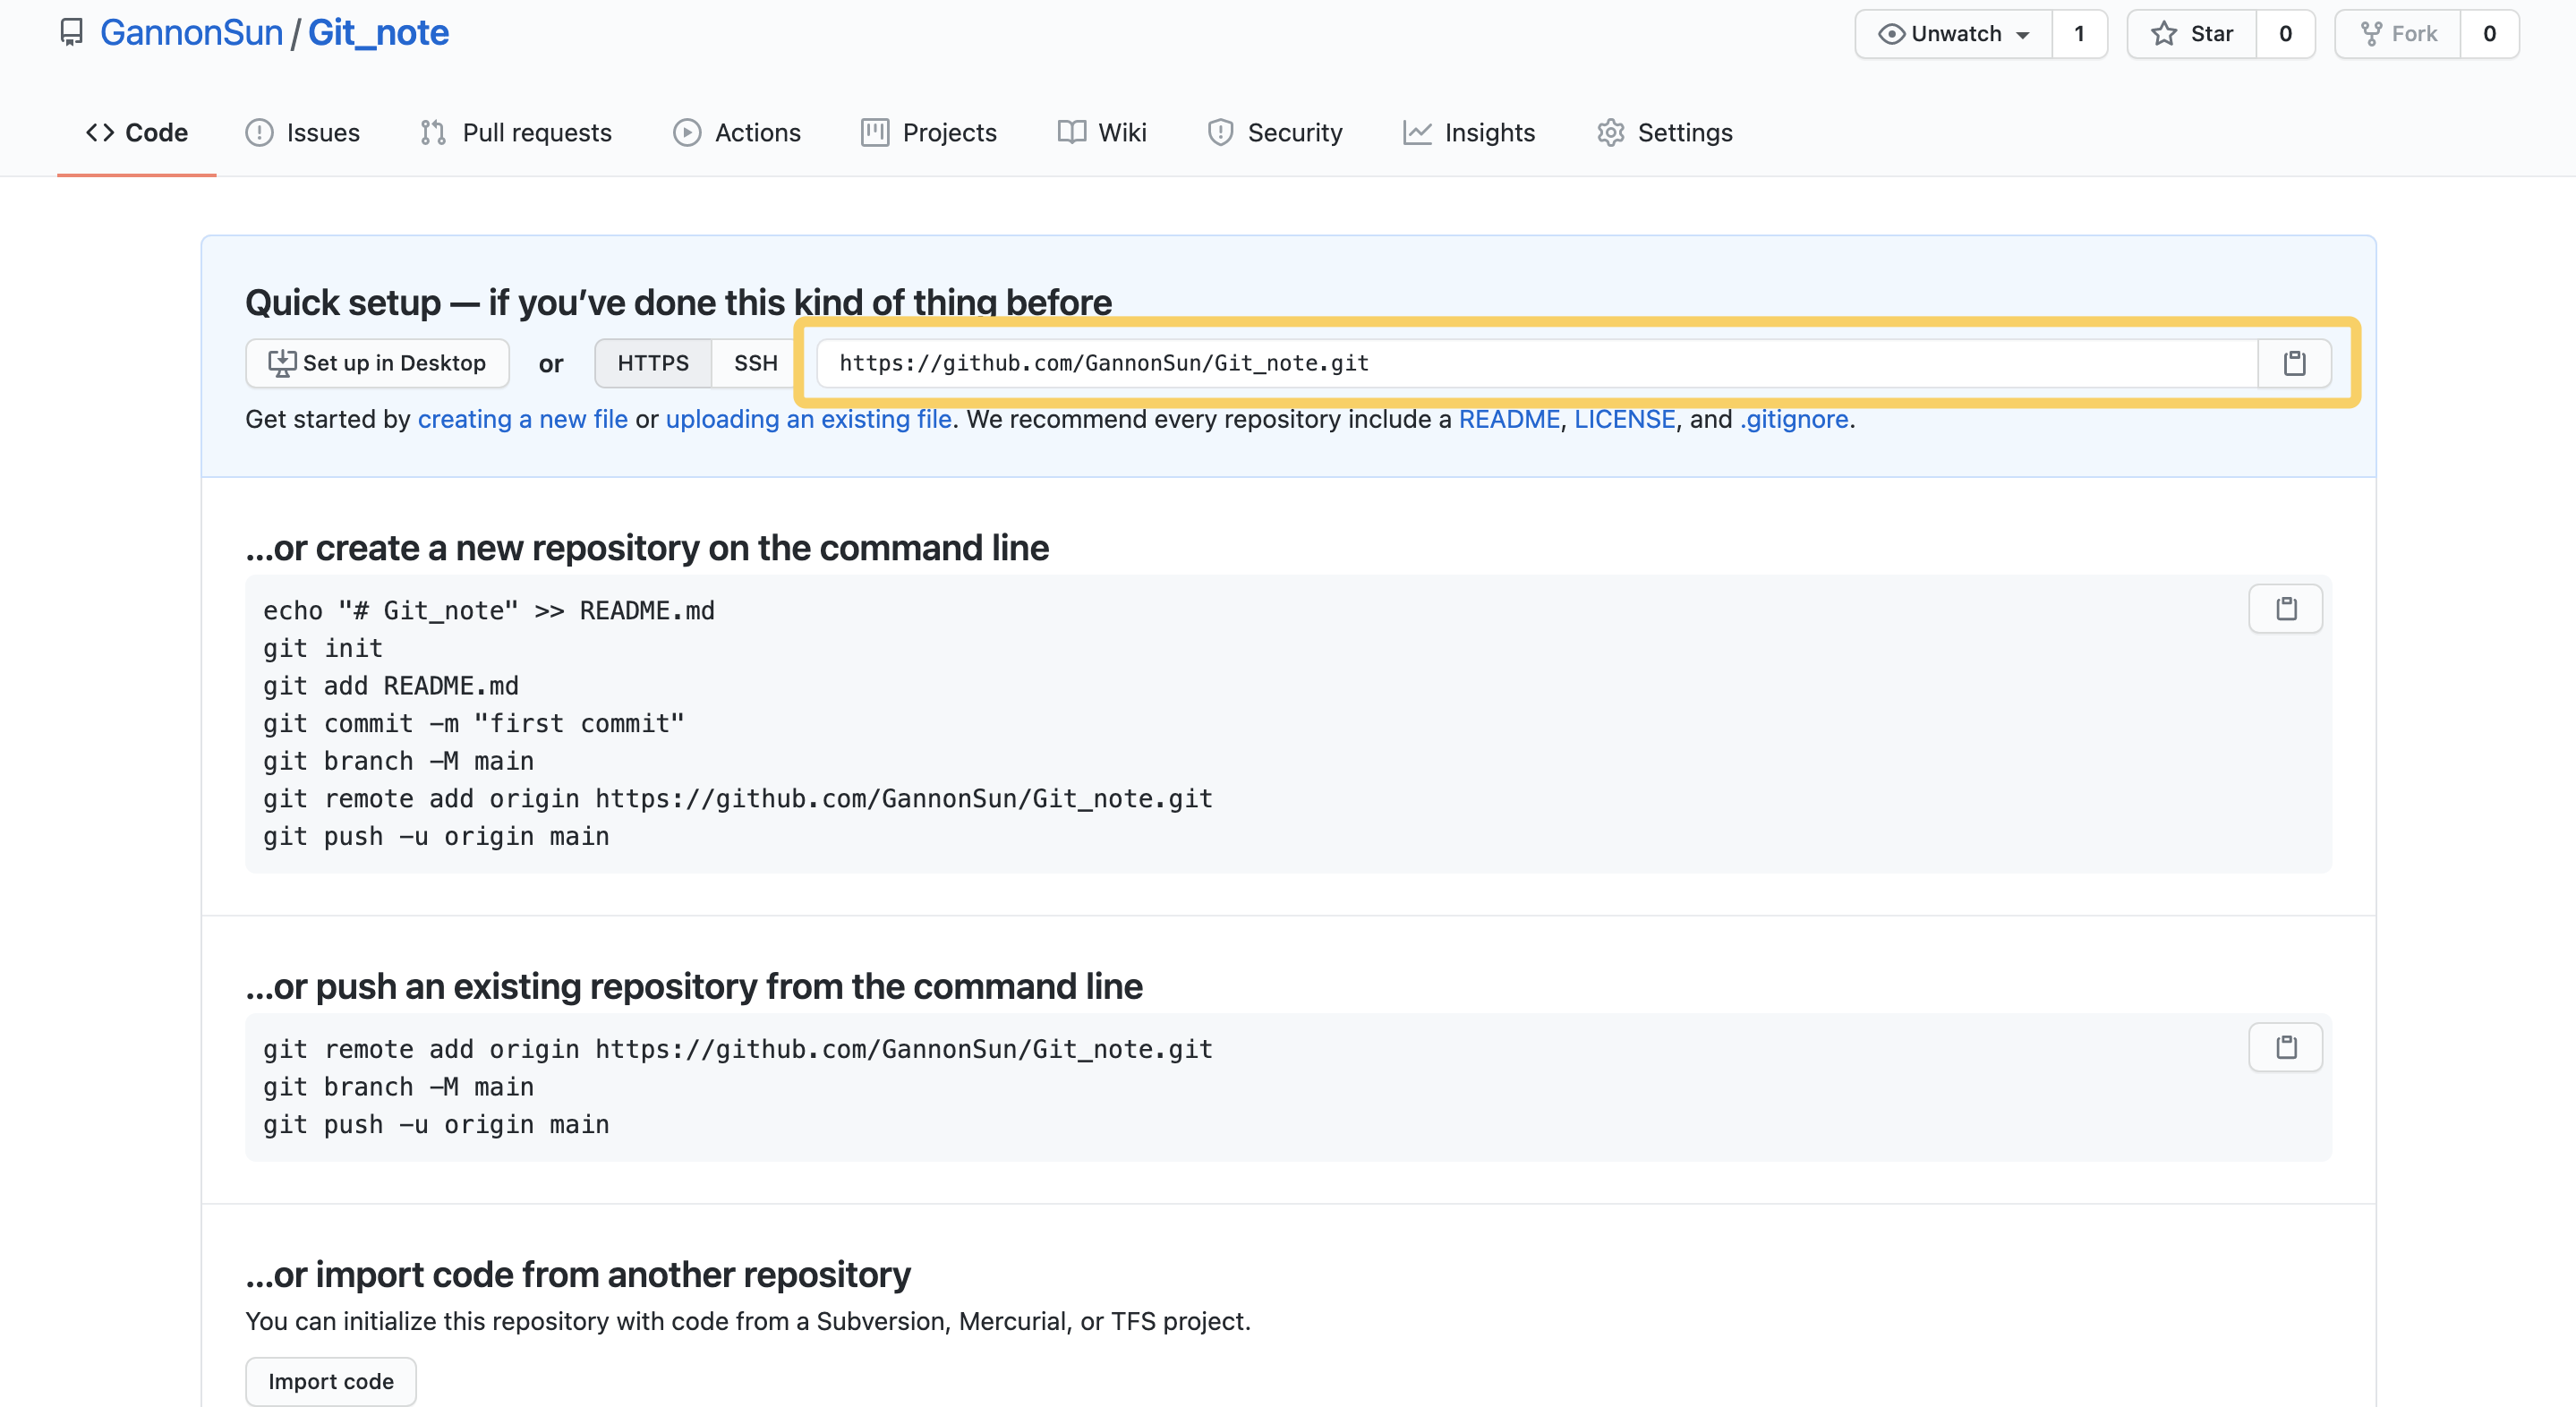 GannonSun / Git_note
Unwatch 1 Star 0 Fork 0
Code Issues Pull requests Actions Projects Wiki Security Insights Settings
Quick setup — if you’ve done this kind of thing before
Set up in Desktop or HTTPS SSH https://github.com/GannonSun/Git_note.git
Get started by creating a new file or uploading an existing file. We recommend every repository include a README, LICENSE, and .gitignore.
…or create a new repository on the command line
echo "# Git_note" >> README.md
git init
git add README.md
git commit -m "first commit"
git branch -M main
git remote add origin https://github.com/GannonSun/Git_note.git
git push -u origin main
…or push an existing repository from the command line
git remote add origin https://github.com/GannonSun/Git_note.git
git branch -M main
git push -u origin main
…or import code from another repository
You can initialize this repository with code from a Subversion, Mercurial, or TFS project.
Import code